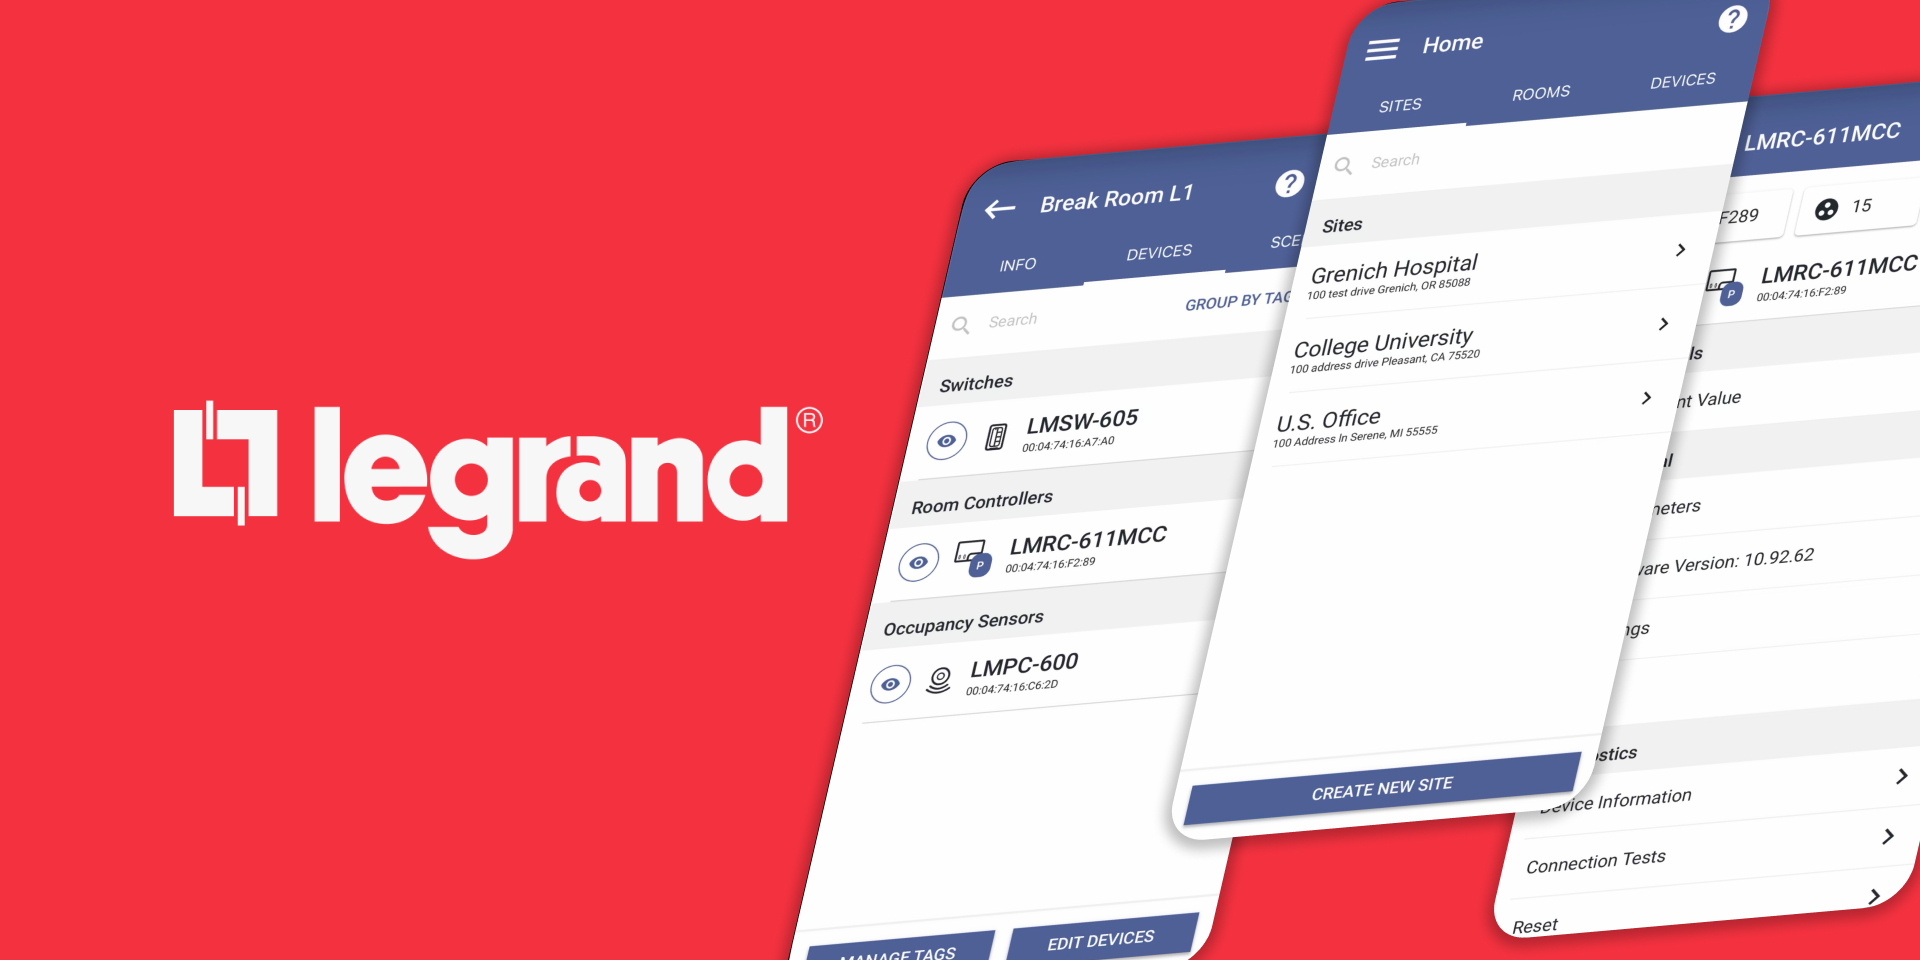 legrand®
Break Room L1
?
INFO
DEVICES
SCE
Search
GROUP BY TAG
Switches
LMSW-605
00:04:74:16:A7:A0
Room Controllers
LMRC-611MCC
P
00:04:74:16:F2:89
Occupancy Sensors
LMPC-600
00:04:74:16:C6:2D
MANAGE TAGS
EDIT DEVICES
Home
?
SITES
ROOMS
DEVICES
Search
Sites
Grenich Hospital
100 test drive Grenich, OR 85088
College University
100 address drive Pleasant, CA 75520
U.S. Office
100 Address ln Serene, MI 55555
CREATE NEW SITE
LMRC-611MCC
F289
15
LMRC-611MCC
P
00:04:74:16:F2:89
ls
nt Value
al
neters
ware Version: 10.92.62
ngs
ostics
Device Information
Connection Tests
Reset